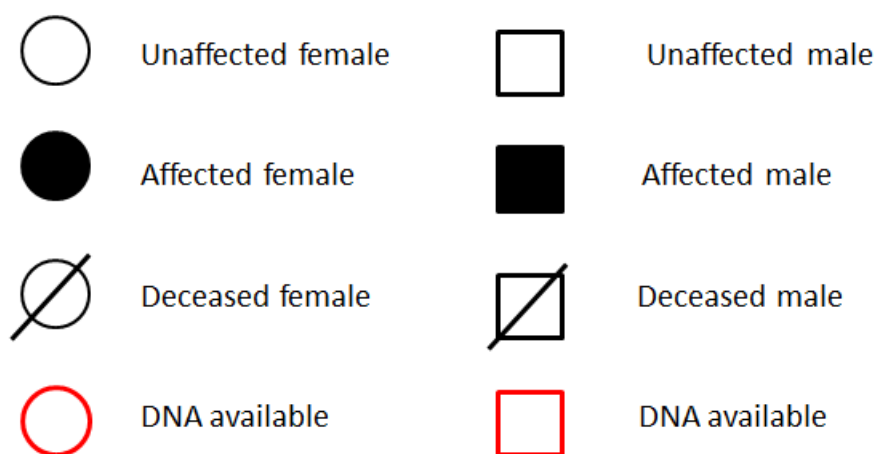 Unaffected female
Unaffected male
Affected female
Affected male
Deceased female
Deceased male
DNA available
DNA available